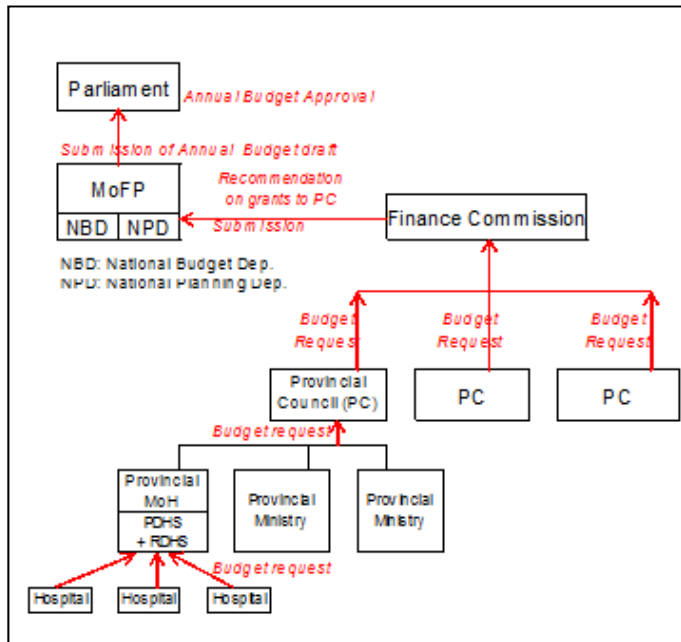 Parliament
Annual Budget Approval
Submission of Annual Budget draft
MoFP
NBD NPD
Recommendation
on grants to PC
Submission
Finance Commission
NBD: National Budget Dep.
NPD: National Planning Dep.
Budget
Request
Budget
Request
Budget
Request
Provincial
Council (PC)
PC
PC
Budget request
Provincial
MoH
PDHS
+ RDHS
Provincial
Ministry
Provincial
Ministry
Budget request
Hospital
Hospital
Hospital